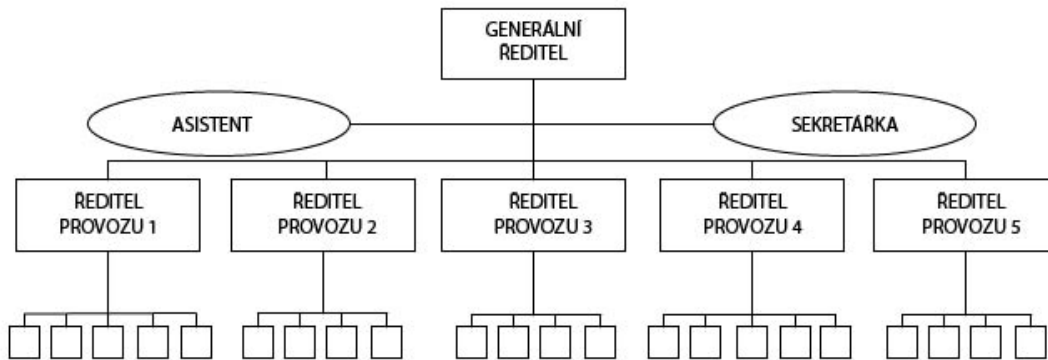 GENERÁLNÍ
ŘEDITEL
ASISTENT
SEKRETÁŘKA
ŘEDITEL
PROVOZU 1
ŘEDITEL
PROVOZU 2
ŘEDITEL
PROVOZU 3
ŘEDITEL
PROVOZU 4
ŘEDITEL
PROVOZU 5